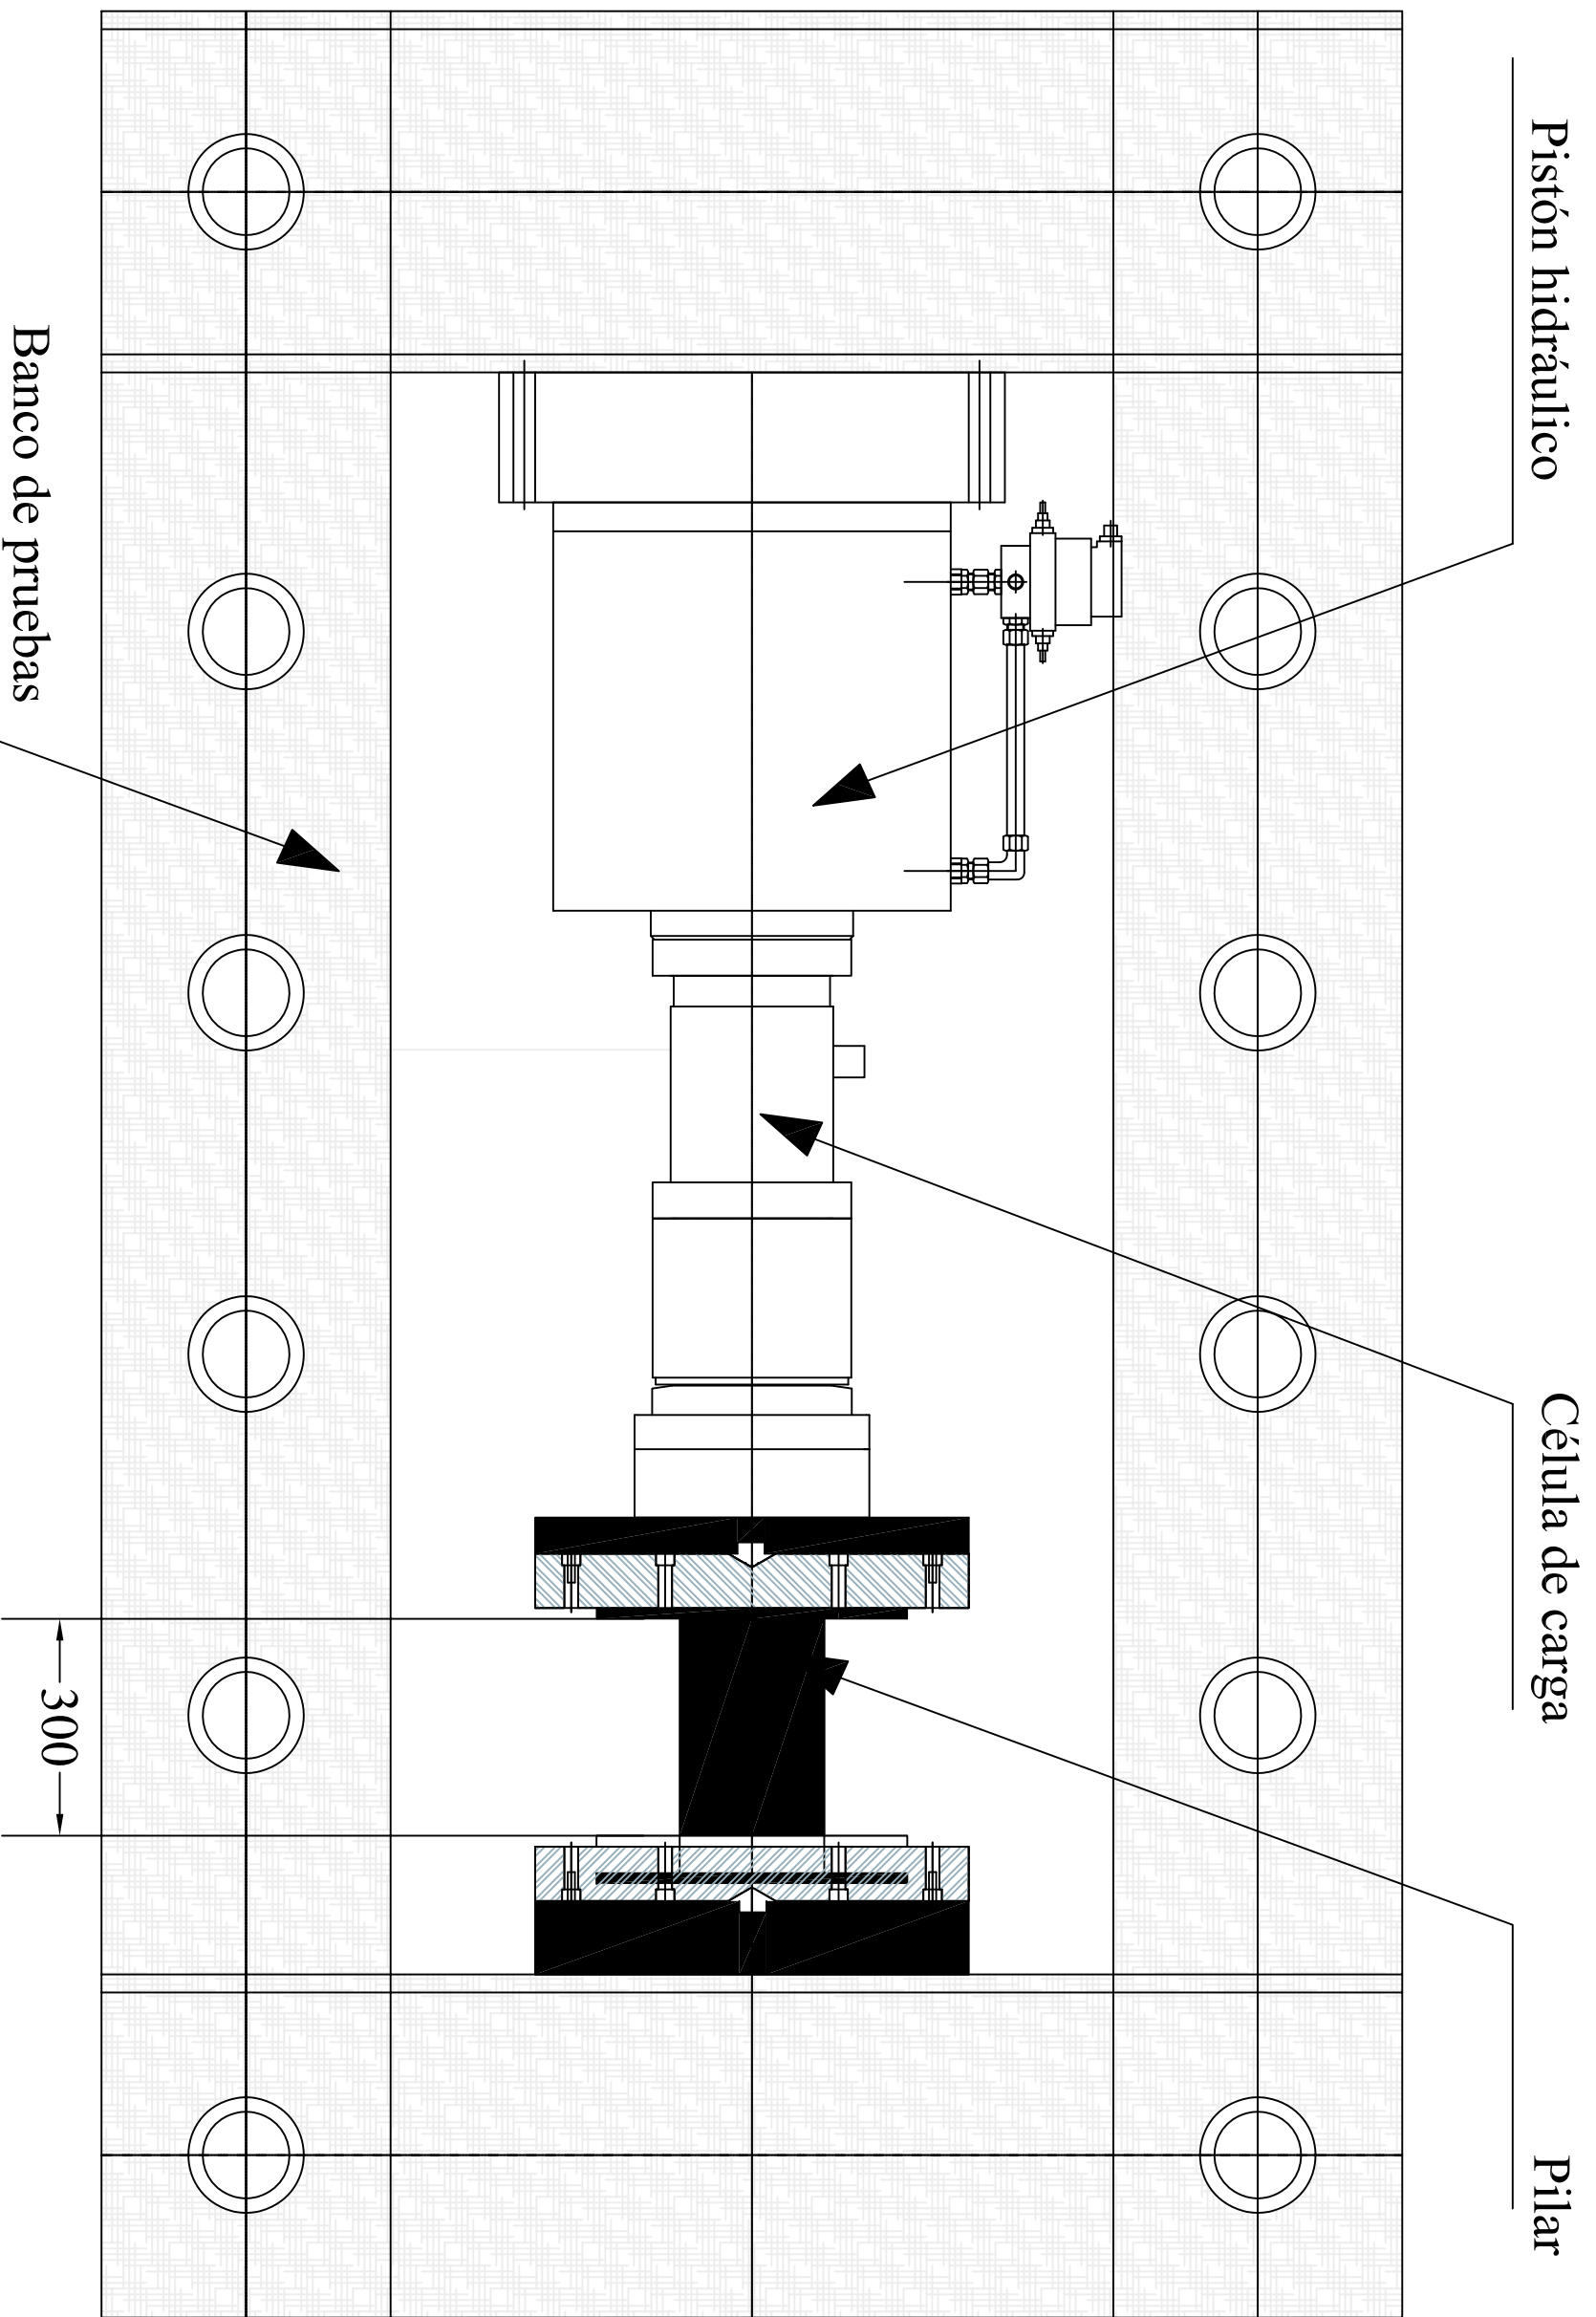 Pistón hidráulico
Célula de carga
Pilar
Banco de pruebas
300